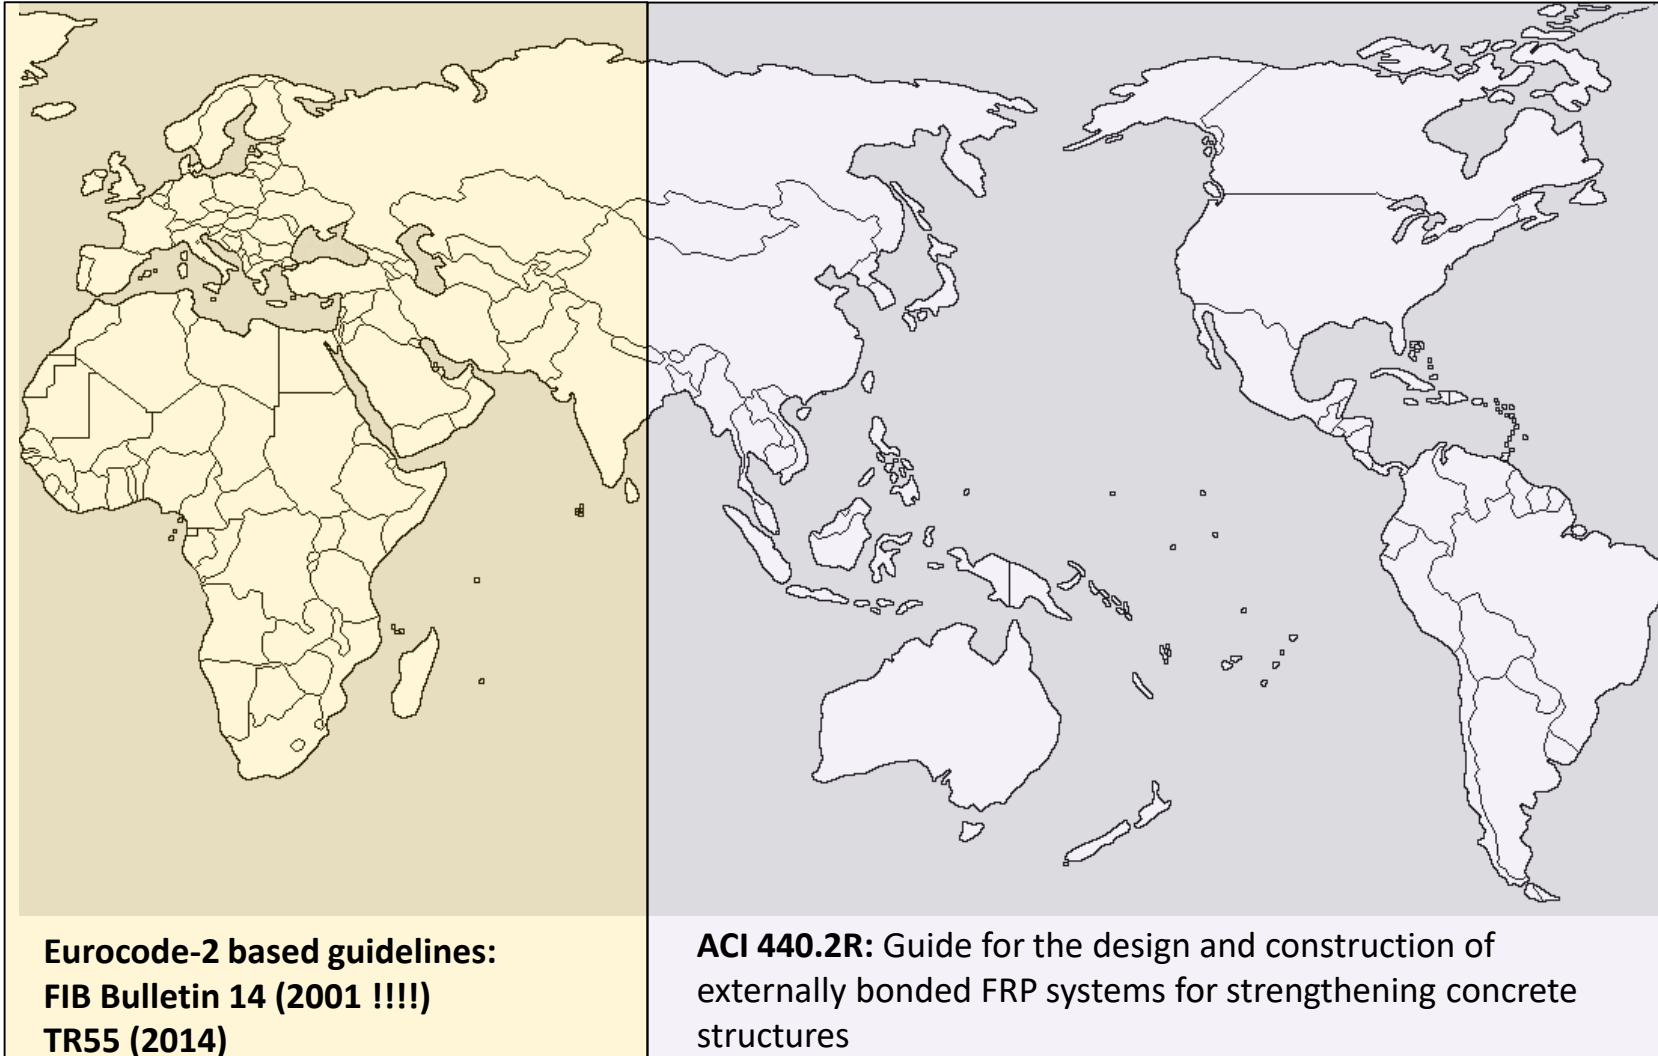 Eurocode-2 based guidelines:
FIB Bulletin 14 (2001 !!!!)
TR55 (2014)
ACI 440.2R: Guide for the design and construction of
externally bonded FRP systems for strengthening concrete
structures